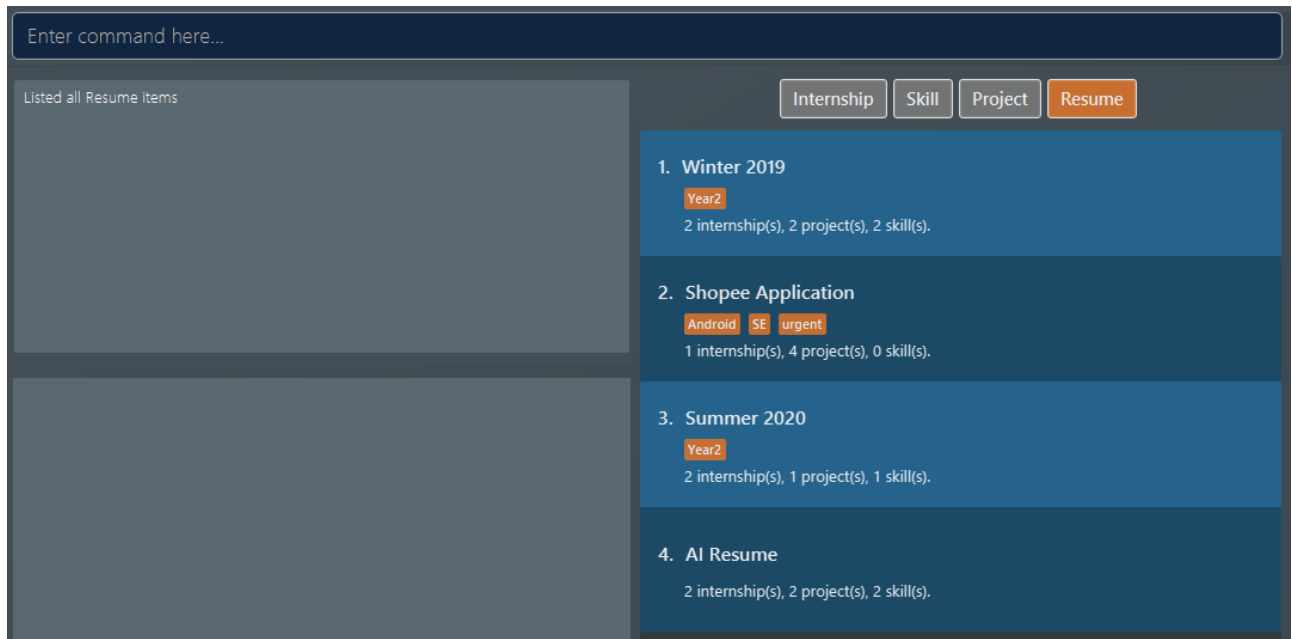 Enter command here...
Listed all Resume items
Internship Skill Project Resume
1. Winter 2019
Year2
2 internship(s), 2 project(s), 2 skill(s).
2. Shopee Application
Android SE urgent
1 internship(s), 4 project(s), 0 skill(s).
3. Summer 2020
Year2
2 internship(s), 1 project(s), 1 skill(s).
4. AI Resume
2 internship(s), 2 project(s), 2 skill(s).